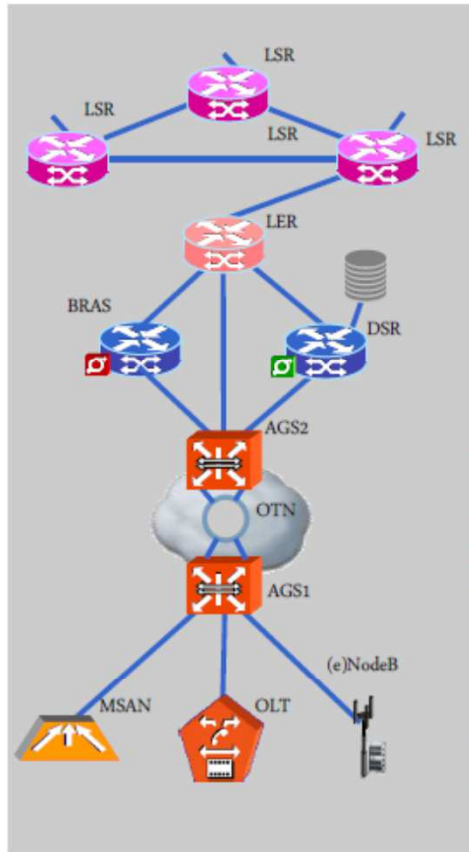 LSR
LSR
LSR
LSR
LER
BRAS
DSR
AGS2
OTN
AGS1
(e)NodeB
MSAN
OLT